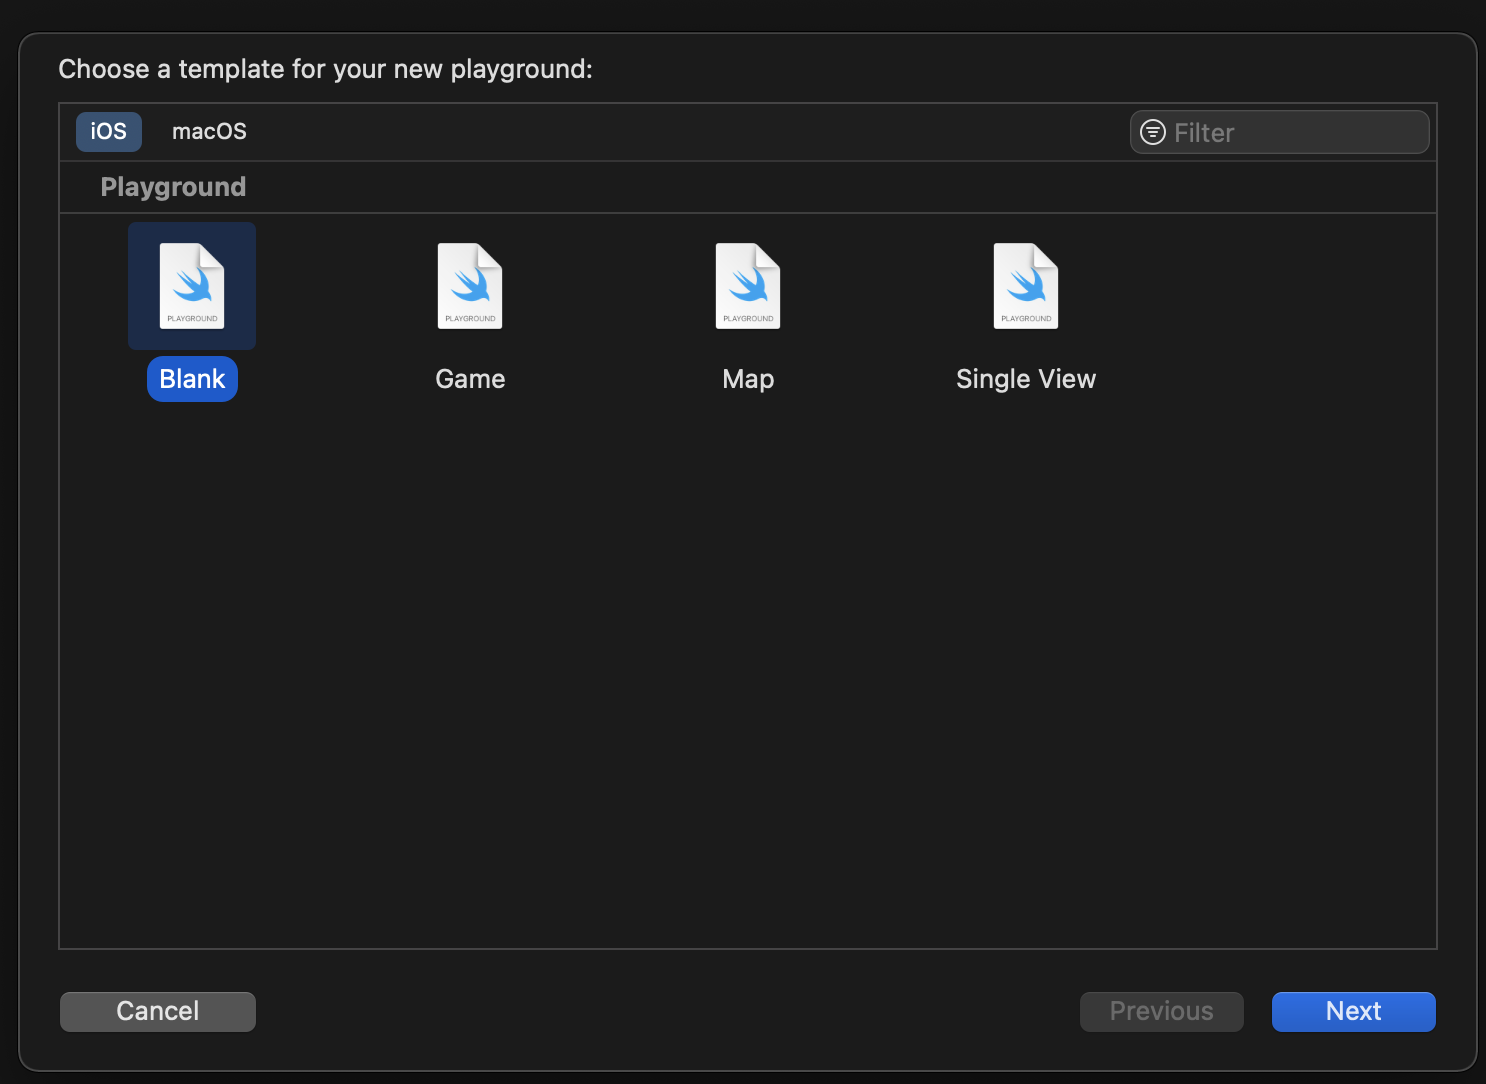 Choose a template for your new playground:
iOS macOS Filter
Playground
PLAYGROUND PLAYGROUND PLAYGROUND PLAYGROUND
Blank Game Map Single View
Cancel Previous Next